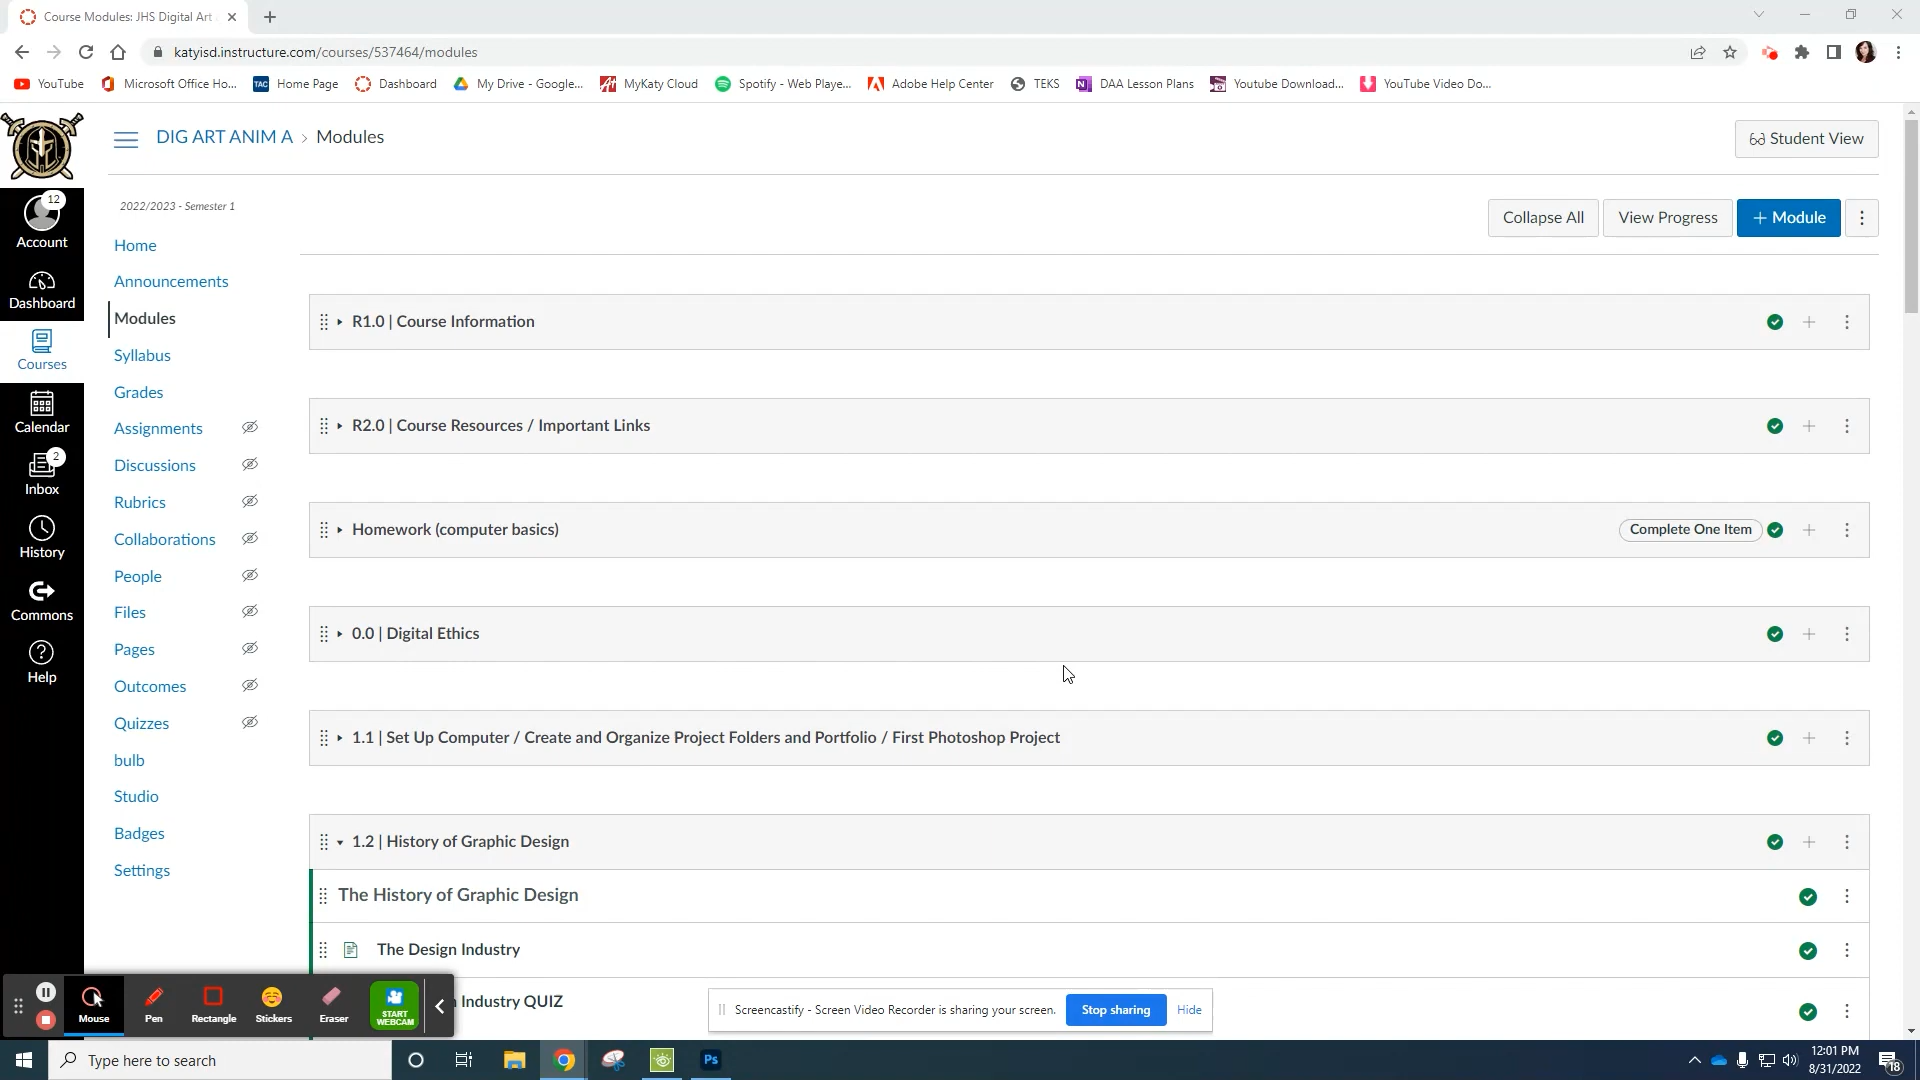 Course Modules: JHS Digital Art
katyisd.instructure.com/courses/537464/modules
YouTube
Microsoft Office Ho...
TAC
Home Page
Dashboard
My Drive - Google...
MyKaty Cloud
Spotify - Web Playe...
Adobe Help Center
TEKS
DAA Lesson Plans
Youtube Download...
YouTube Video Do...
DIG ART ANIM A › Modules
Student View
12
Account
Dashboard
Courses
Calendar
2
Inbox
History
Commons
Help
2022/2023 - Semester 1
Home
Announcements
Modules
Syllabus
Grades
Assignments
Discussions
Rubrics
Collaborations
People
Files
Pages
Outcomes
Quizzes
bulb
Studio
Badges
Settings
Collapse All
View Progress
+ Module
R1.0 | Course Information
R2.0 | Course Resources / Important Links
Homework (computer basics)
Complete One Item
0.0 | Digital Ethics
1.1 | Set Up Computer / Create and Organize Project Folders and Portfolio / First Photoshop Project
1.2 | History of Graphic Design
The History of Graphic Design
The Design Industry
Industry QUIZ
Mouse
Pen
Rectangle
Stickers
Eraser
START
WEBCAM
Screencastify - Screen Video Recorder is sharing your screen.
Stop sharing
Hide
Type here to search
Ps
12:01 PM
8/31/2022
18